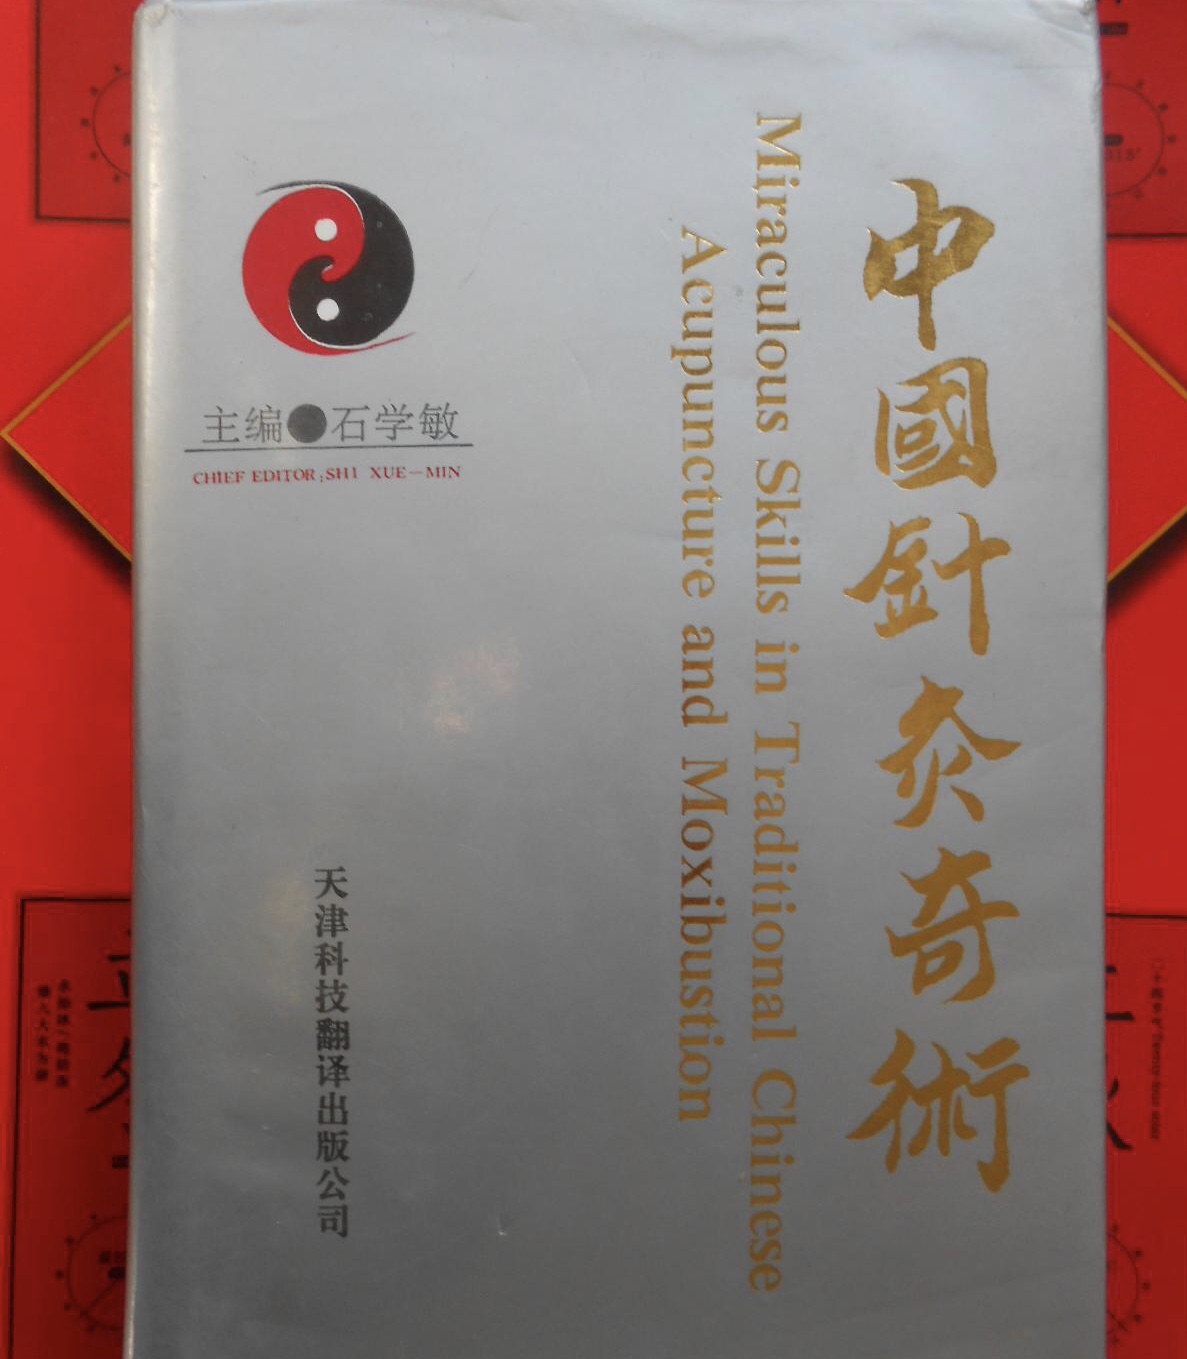 中國針灸奇術
Miraculous Skills in Traditional Chinese
Acupuncture and Moxibustion
主编●石学敏
CHIEF EDITOR:SHI XUE-MIN
天津科技翻译出版公司